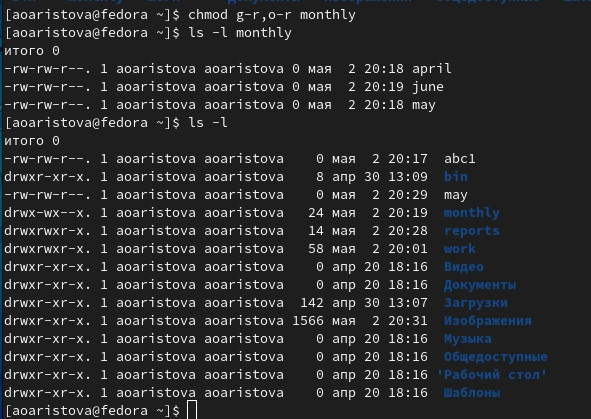 [aoaristova@fedora ~]$ chmod g-r,o-r monthly
[aoaristova@fedora ~]$ ls -l monthly
итого 0
-rw-rw-r--. 1 aoaristova aoaristova 0 мая  2 20:18 april
-rw-rw-r--. 1 aoaristova aoaristova 0 мая  2 20:19 june
-rw-rw-r--. 1 aoaristova aoaristova 0 мая  2 20:18 may
[aoaristova@fedora ~]$ ls -l
итого 0
-rw-rw-r--. 1 aoaristova aoaristova    0 мая  2 20:17  abc1
drwxr-xr-x. 1 aoaristova aoaristova    8 апр 30 13:09  bin
-rw-rw-r--. 1 aoaristova aoaristova    0 мая  2 20:29  may
drwx-wx--x. 1 aoaristova aoaristova   24 мая  2 20:19  monthly
drwxrwxr-x. 1 aoaristova aoaristova   14 мая  2 20:28  reports
drwxrwxr-x. 1 aoaristova aoaristova   58 мая  2 20:01  work
drwxr-xr-x. 1 aoaristova aoaristova    0 апр 20 18:16  Видео
drwxr-xr-x. 1 aoaristova aoaristova    0 апр 20 18:16  Документы
drwxr-xr-x. 1 aoaristova aoaristova  142 апр 30 13:07  Загрузки
drwxr-xr-x. 1 aoaristova aoaristova 1566 мая  2 20:31  Изображения
drwxr-xr-x. 1 aoaristova aoaristova    0 апр 20 18:16  Музыка
drwxr-xr-x. 1 aoaristova aoaristova    0 апр 20 18:16  Общедоступные
drwxr-xr-x. 1 aoaristova aoaristova    0 апр 20 18:16 'Рабочий стол'
drwxr-xr-x. 1 aoaristova aoaristova    0 апр 20 18:16  Шаблоны
[aoaristova@fedora ~]$